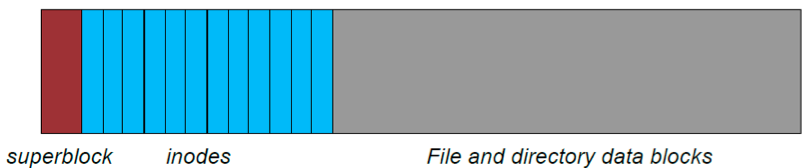 superblock inodes File and directory data blocks